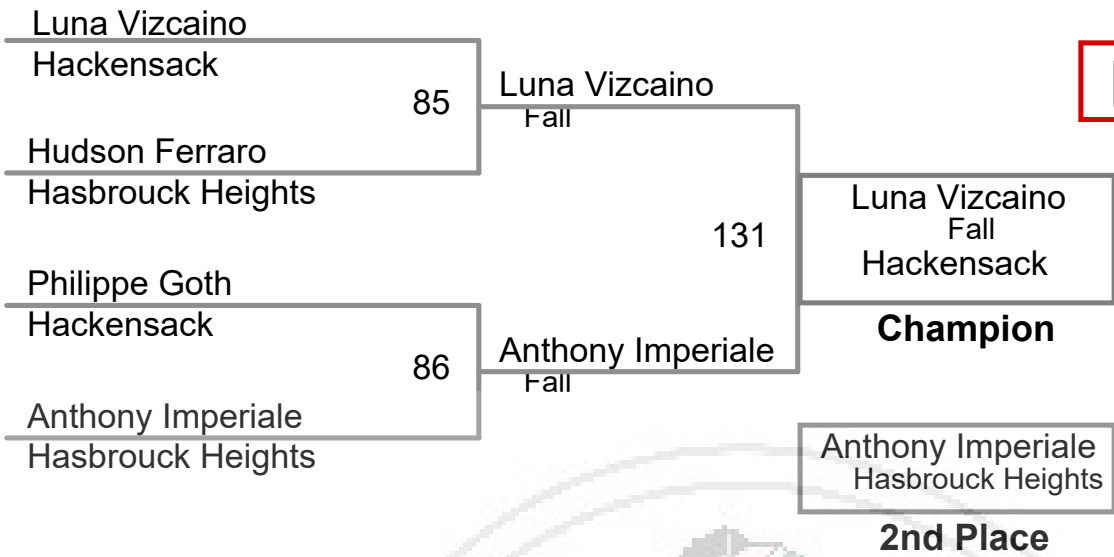 Luna Vizcaino
Hackensack
85
Hudson Ferraro
Hasbrouck Heights
Philippe Goth
Hackensack
86
Anthony Imperiale
Hasbrouck Heights
Luna Vizcaino
Fall
131
Anthony Imperiale
Fall
Luna Vizcaino
Fall
Hackensack
Champion
Anthony Imperiale
Hasbrouck Heights
2nd Place